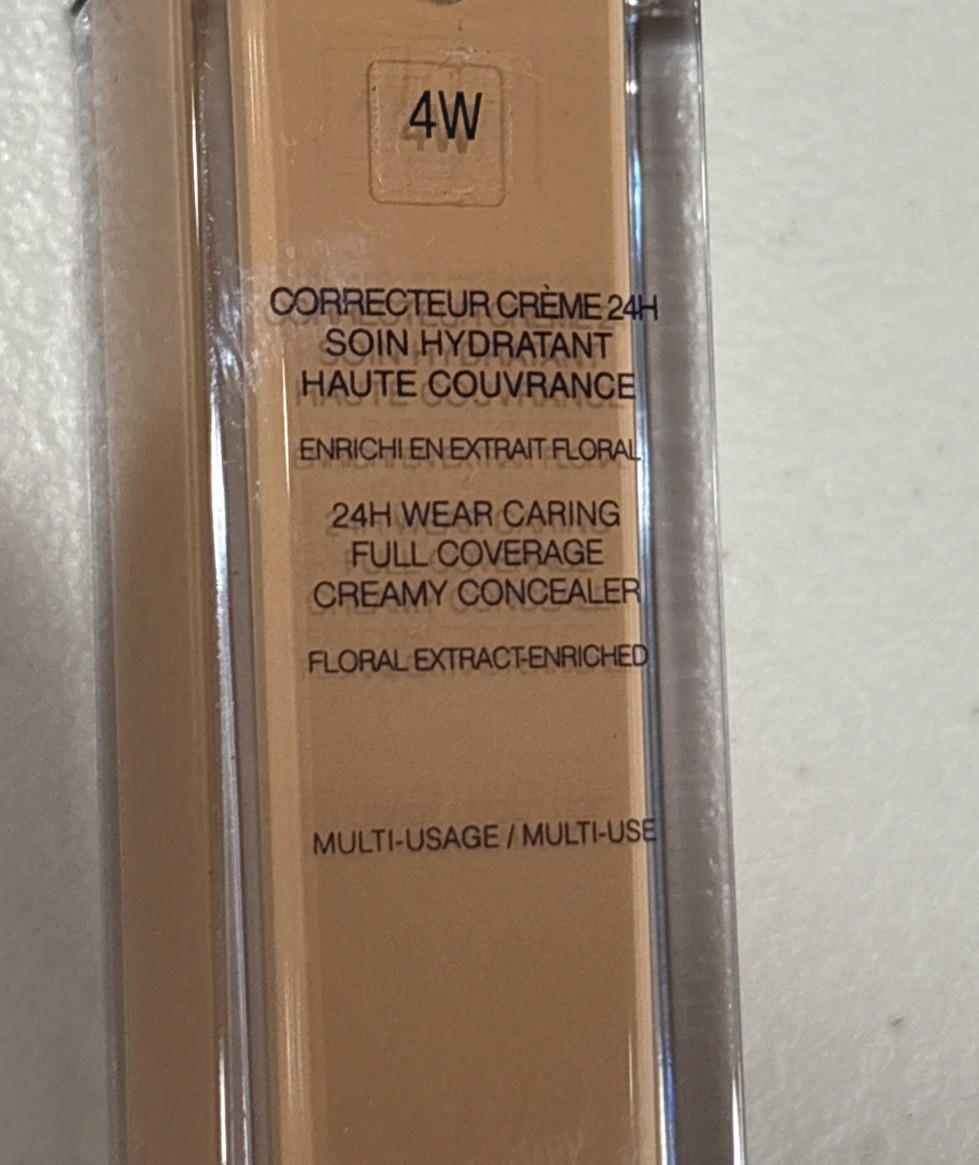 4W
CORRECTEUR CRÈME 24H
SOIN HYDRATANT
HAUTE COUVRANCE
ENRICHI EN EXTRAIT FLORAL
24H WEAR CARING
FULL COVERAGE
CREAMY CONCEALER
FLORAL EXTRACT-ENRICHED
MULTI-USAGE / MULTI-USE